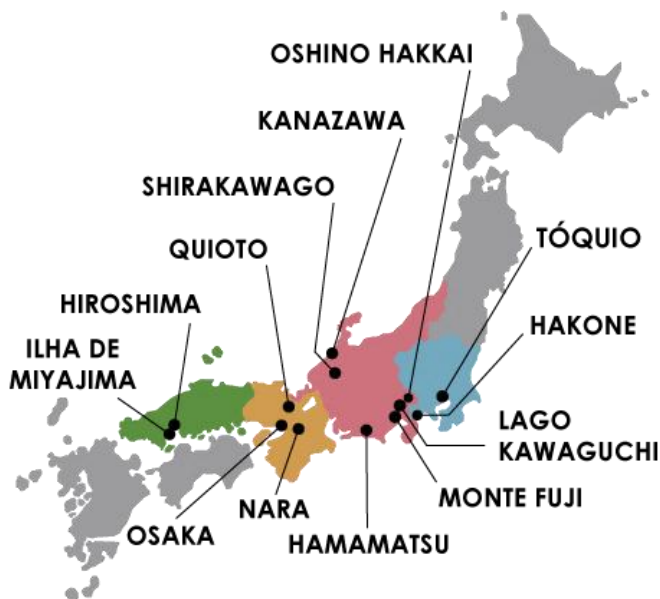 OSHINO HAKKAI
KANAZAWA
SHIRAKAWAGO
TÓQUIO
QUIOTO
HIROSHIMA
HAKONE
ILHA DE
MIYAJIMA
LAGO
KAWAGUCHI
MONTE FUJI
NARA
OSAKA
HAMAMATSU